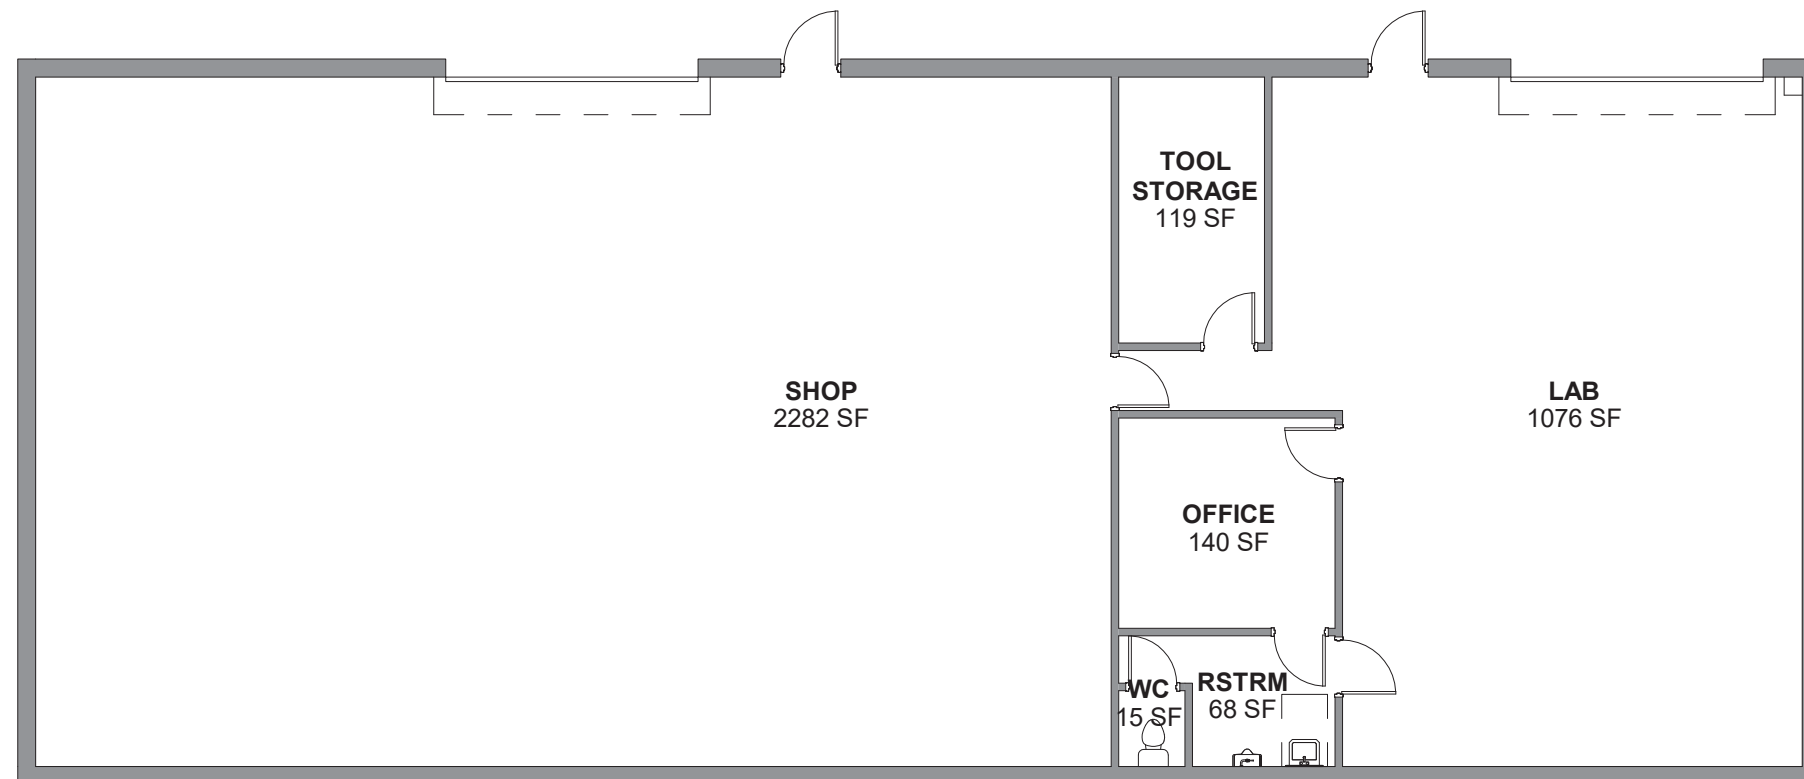 TOOL
STORAGE
119 SF
SHOP
2282 SF
LAB
1076 SF
OFFICE
140 SF
WC
15 SF
RSTRM
68 SF